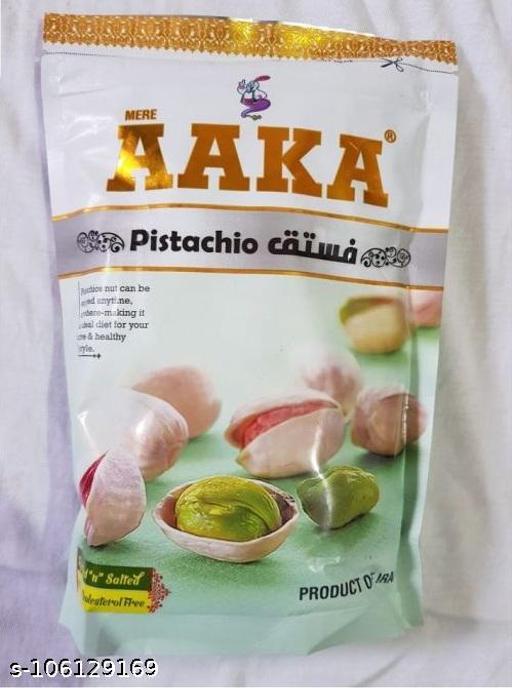 MERE
AAKA®
Pistachio فستق
nut can be
anytime,
making it
diet for your
& healthy
"n" Salted
Free
PRODUCT OF
s-106129169